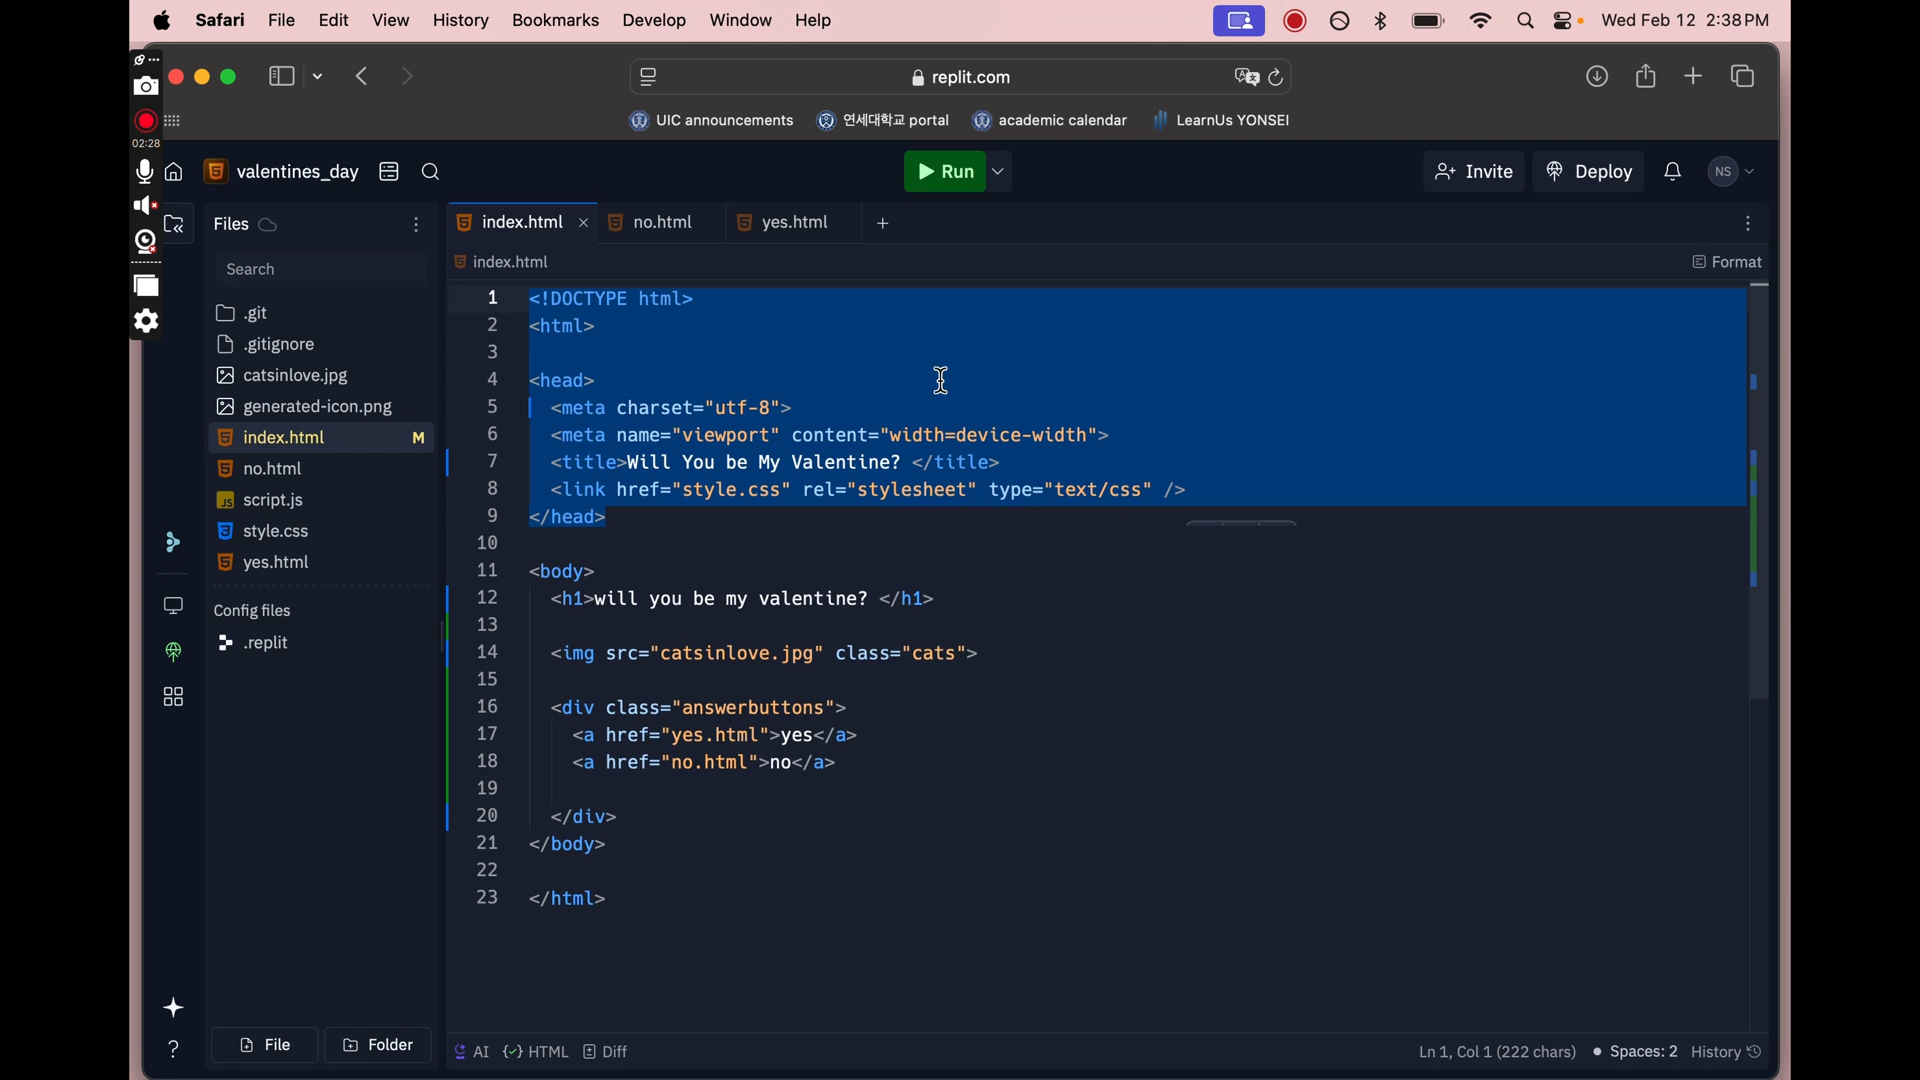 Safari File Edit View History Bookmarks Develop Window Help Wed Feb 12 2:38 PM
replit.com
02:28
UIC announcements 연세대학교 portal academic calendar LearnUs YONSEI
valentines_day Run Invite Deploy NS
Files index.html no.html yes.html
index.html Format
Search
.git
.gitignore
catsinlove.jpg
generated-icon.png
index.html M
no.html
JS script.js
style.css
yes.html
Config files
.replit
1 <!DOCTYPE html>
2 <html>
3
4 <head>
5 <meta charset="utf-8">
6 <meta name="viewport" content="width=device-width">
7 <title>Will You be My Valentine? </title>
8 <link href="style.css" rel="stylesheet" type="text/css" />
9 </head>
10
11 <body>
12 <h1>will you be my valentine? </h1>
13
14 <img src="catsinlove.jpg" class="cats">
15
16 <div class="answerbuttons">
17 <a href="yes.html">yes</a>
18 <a href="no.html">no</a>
19
20 </div>
21 </body>
22
23 </html>
File Folder
AI HTML Diff Ln 1, Col 1 (222 chars) Spaces: 2 History